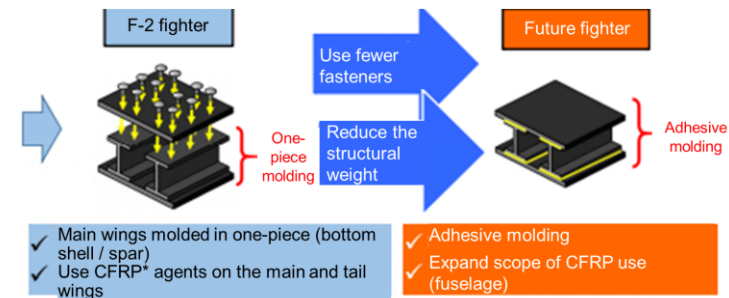 F-2 fighter
Future fighter
Use fewer
fasteners
One-
piece
molding
Reduce the
structural
weight
Adhesive
molding
✓ Main wings molded in one-piece (bottom
shell / spar)
✓ Use CFRP* agents on the main and tail
wings
✓ Adhesive molding
✓ Expand scope of CFRP use
(fuselage)